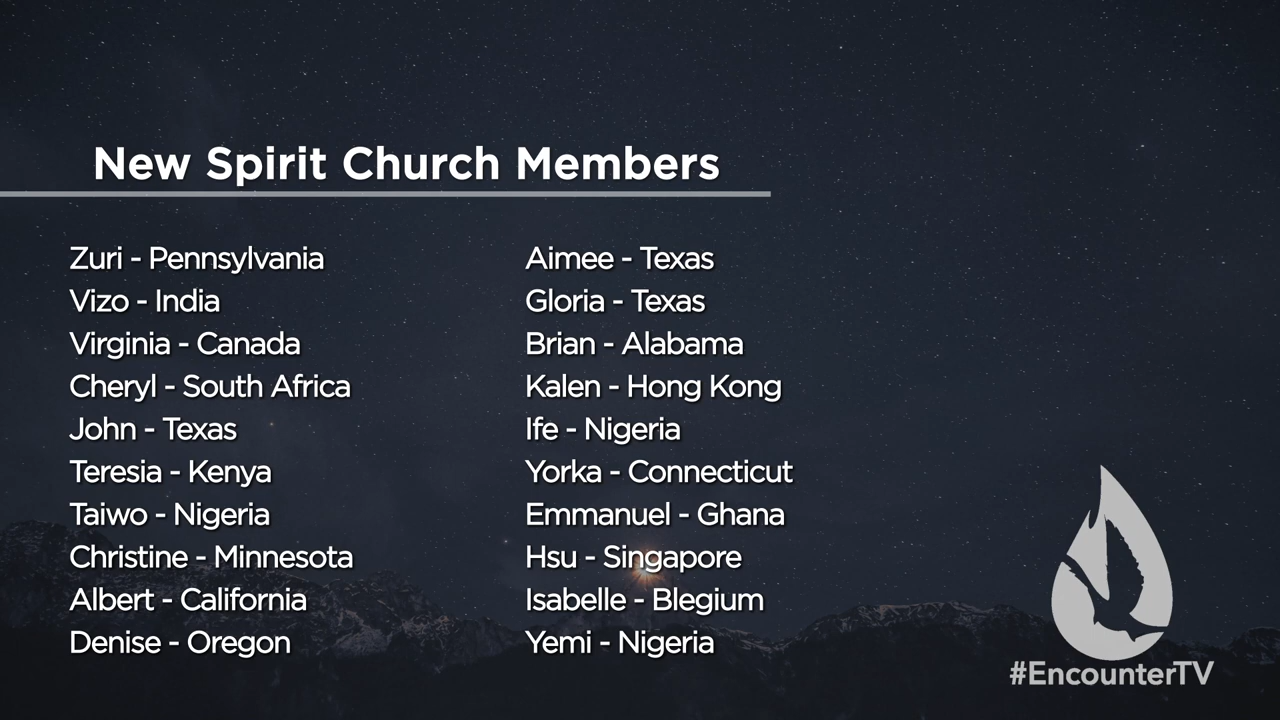 New Spirit Church Members
Zuri - Pennsylvania
Vizo - India
Virginia - Canada
Cheryl - South Africa
John - Texas
Teresia - Kenya
Taiwo - Nigeria
Christine - Minnesota
Albert - California
Denise - Oregon
Aimee - Texas
Gloria - Texas
Brian - Alabama
Kalen - Hong Kong
Ife - Nigeria
Yorka - Connecticut
Emmanuel - Ghana
Hsu - Singapore
Isabelle - Blegium
Yemi - Nigeria
#EncounterTV